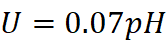 U = 0.07pH